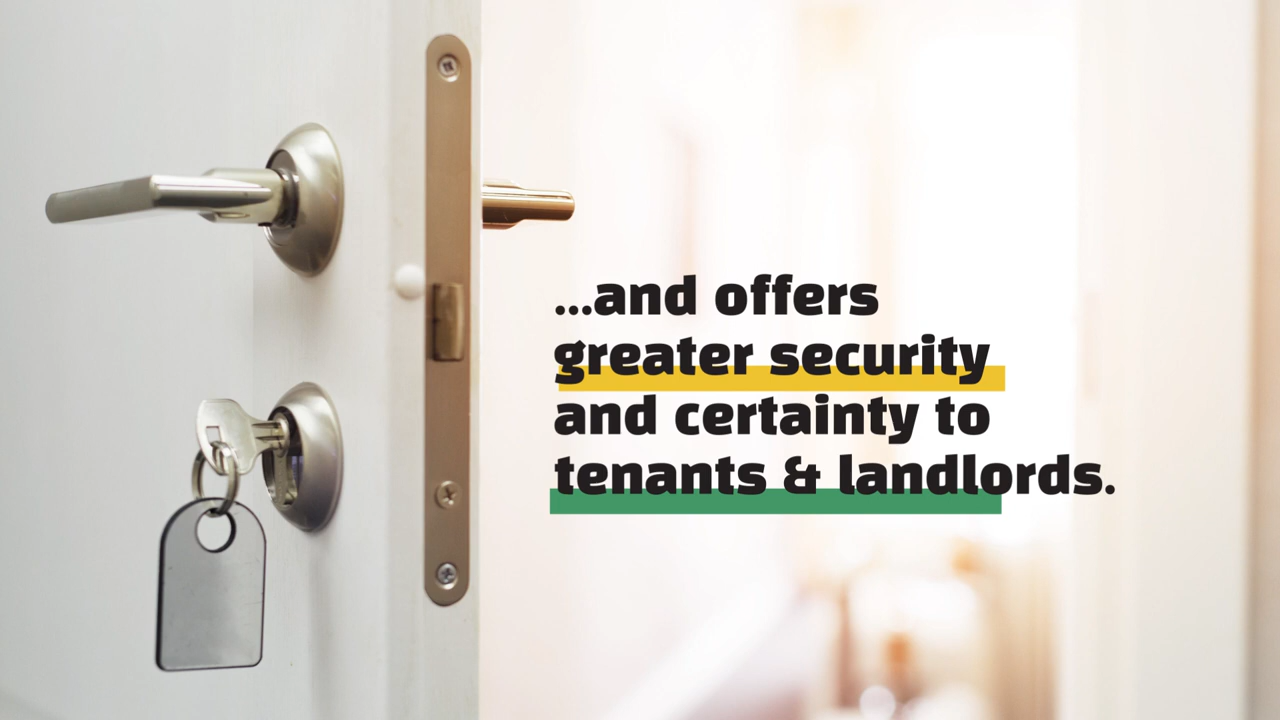 ...and offers
greater security
and certainty to
tenants & landlords.